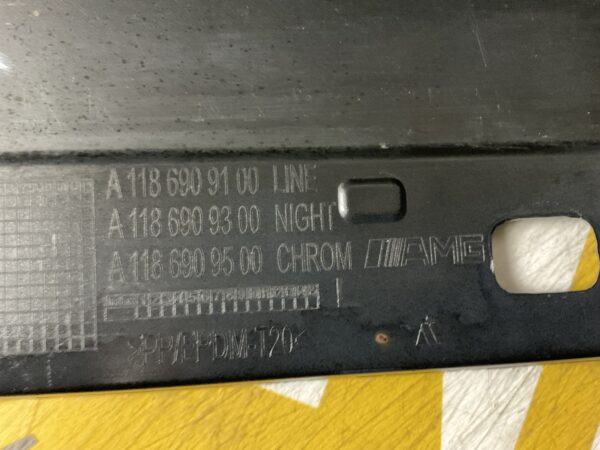 A 118 690 91 00 LINE
A 118 690 93 00 NIGHT
A 118 690 95 00 CHROM AMG
>PP/EPDM-T20<